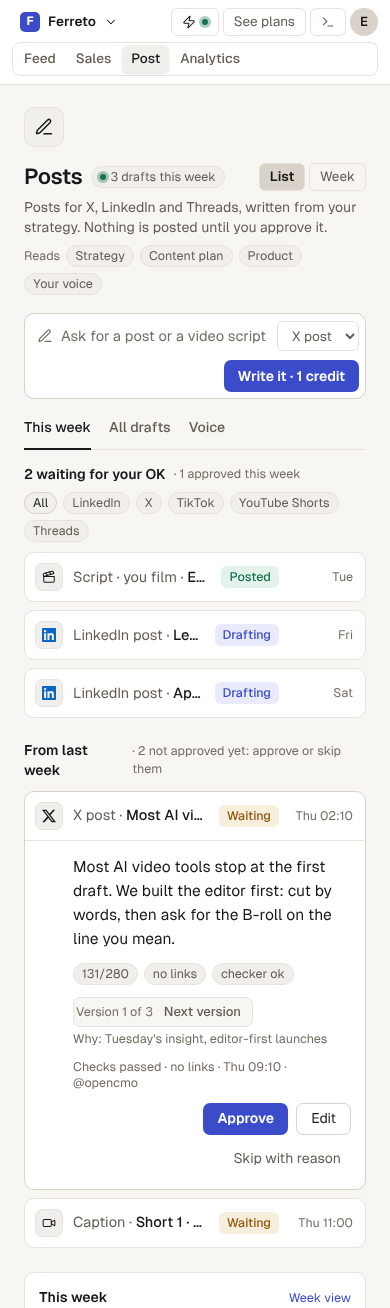 F Ferreto See plans E
Feed Sales Post Analytics
Posts 3 drafts this week List Week
Posts for X, LinkedIn and Threads, written from your
strategy. Nothing is posted until you approve it.
Reads Strategy Content plan Product
Your voice
Ask for a post or a video script X post
Write it · 1 credit
This week All drafts Voice
2 waiting for your OK · 1 approved this week
All LinkedIn X TikTok YouTube Shorts
Threads
Script · you film · E... Posted Tue
LinkedIn post · Le... Drafting Fri
LinkedIn post · Ap... Drafting Sat
From last week · 2 not approved yet: approve or skip them
X post · Most AI vi... Waiting Thu 02:10
Most AI video tools stop at the first
draft. We built the editor first: cut by
words, then ask for the B-roll on the
line you mean.
131/280 no links checker ok
Version 1 of 3 Next version
Why: Tuesday's insight, editor-first launches
Checks passed · no links · Thu 09:10 ·
@opencmo
Approve Edit
Skip with reason
Caption · Short 1 · ... Waiting Thu 11:00
This week Week view